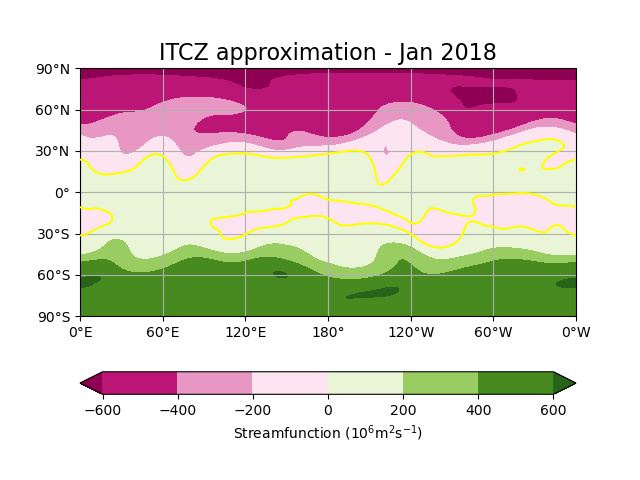 ITCZ approximation - Jan 2018
90°N
60°N
30°N
0°
30°S
60°S
90°S
0°E 60°E 120°E 180° 120°W 60°W 0°W
−600 −400 −200 0 200 400 600
Streamfunction (10⁶m²s⁻¹)